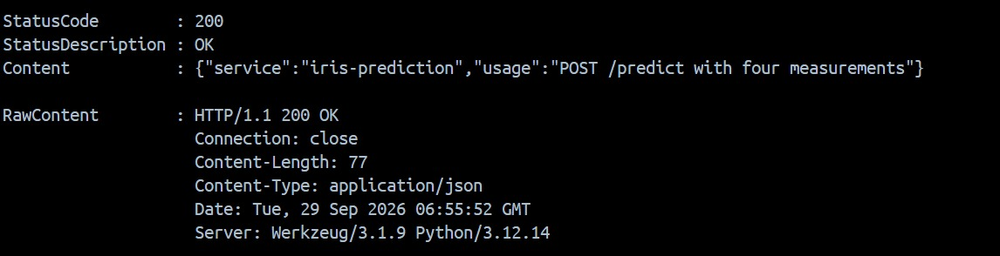 StatusCode        : 200
StatusDescription : OK
Content           : {"service":"iris-prediction","usage":"POST /predict with four measurements"}
RawContent        : HTTP/1.1 200 OK
                    Connection: close
                    Content-Length: 77
                    Content-Type: application/json
                    Date: Tue, 29 Sep 2026 06:55:52 GMT
                    Server: Werkzeug/3.1.9 Python/3.12.14